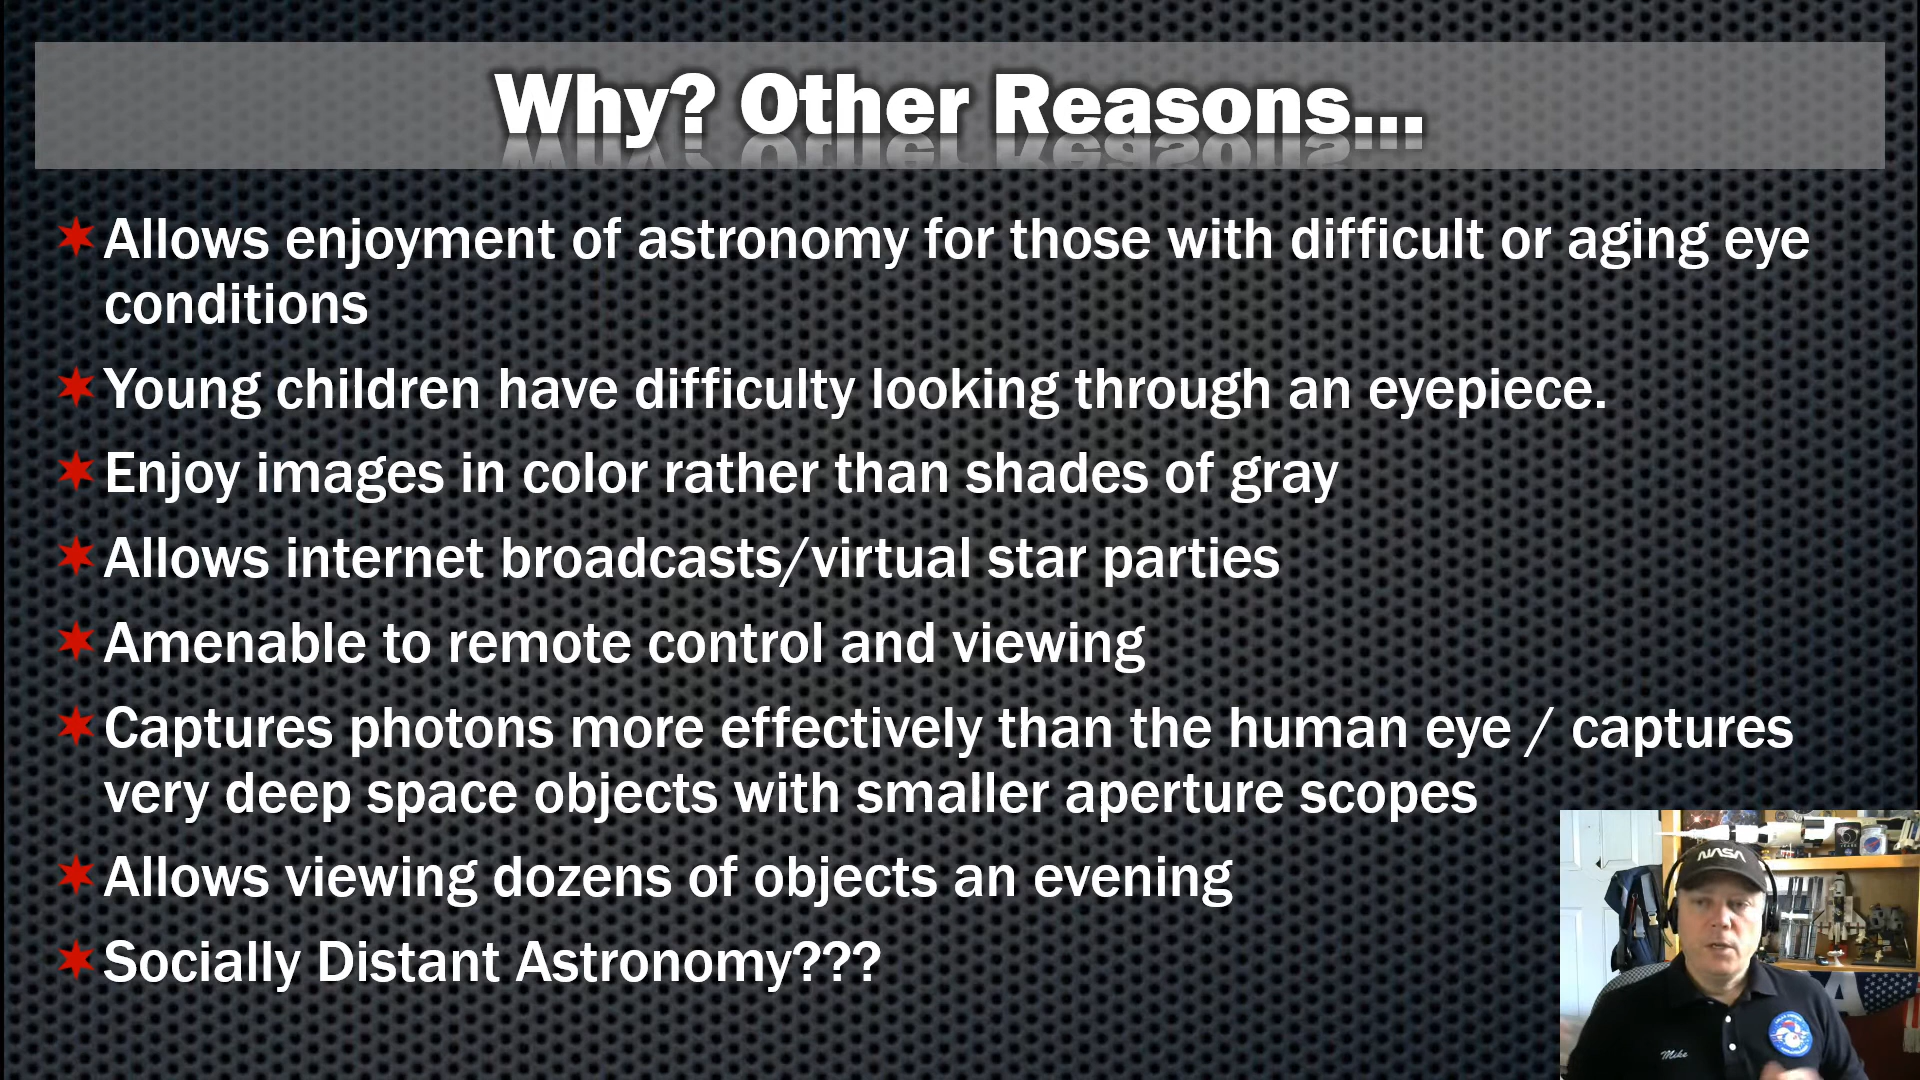 Why? Other Reasons...
Allows enjoyment of astronomy for those with difficult or aging eye
conditions
Young children have difficulty looking through an eyepiece.
Enjoy images in color rather than shades of gray
Allows internet broadcasts/virtual star parties
Amenable to remote control and viewing
Captures photons more effectively than the human eye / captures
very deep space objects with smaller aperture scopes
Allows viewing dozens of objects an evening
Socially Distant Astronomy???
NASA
Mike